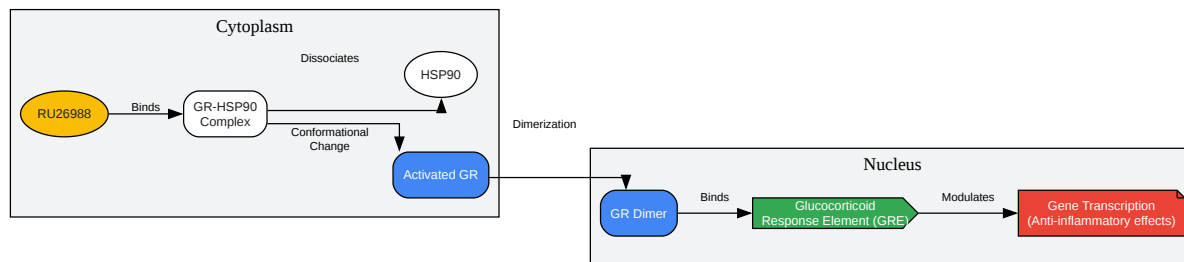 Cytoplasm
Dissociates
HSP90
RU26988
Binds
GR-HSP90
Complex
Conformational
Change
Activated GR
Dimerization
Nucleus
GR Dimer
Binds
Glucocorticoid
Response Element (GRE)
Modulates
Gene Transcription
(Anti-inflammatory effects)